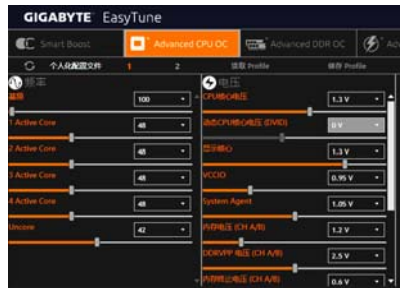 GIGABYTE EasyTune
Smart Boost
Advanced CPU OC
Advanced DDR OC
个人化配置文件 1 2 读取 Profile 储存 Profile
频率
基频 100
1 Active Core 48
2 Active Core 48
3 Active Core 48
4 Active Core 48
Uncore 42
电压
CPU核心电压 1.3 V
动态CPU核心电压 (DVID) 0 V
显示核心 1.3 V
VCCIO 0.95 V
System Agent 1.05 V
内存电压 (CH A/B) 1.2 V
DDRVPP 电压 (CH A/B) 2.5 V
内存终止电压 (CH A/B) 0.6 V